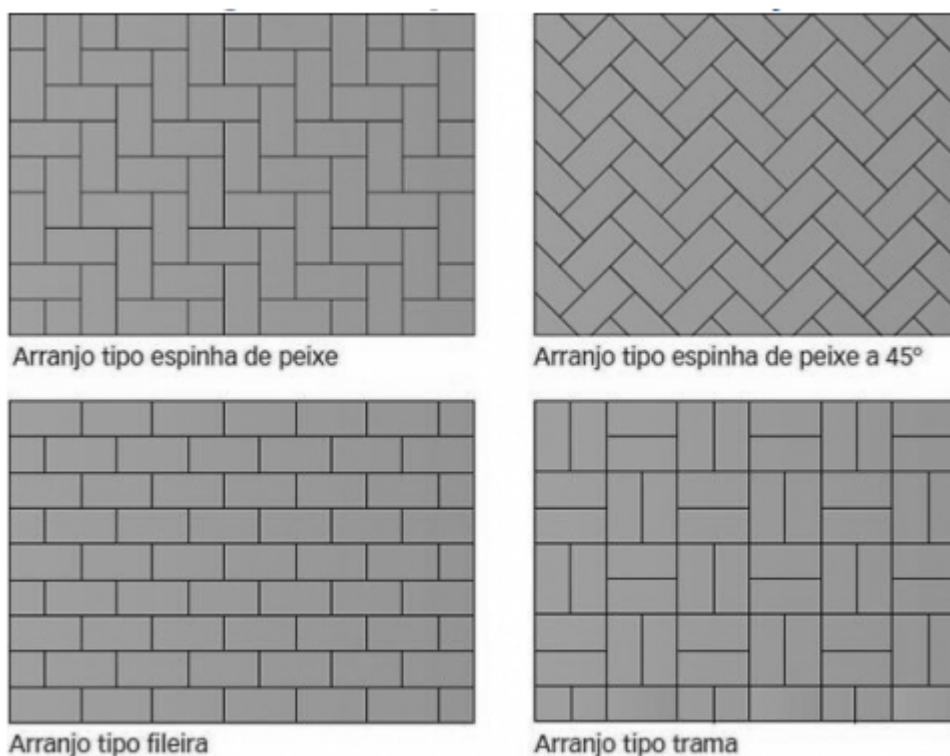 Arranjo tipo espinha de peixe
Arranjo tipo espinha de peixe a 45°
Arranjo tipo fileira
Arranjo tipo trama